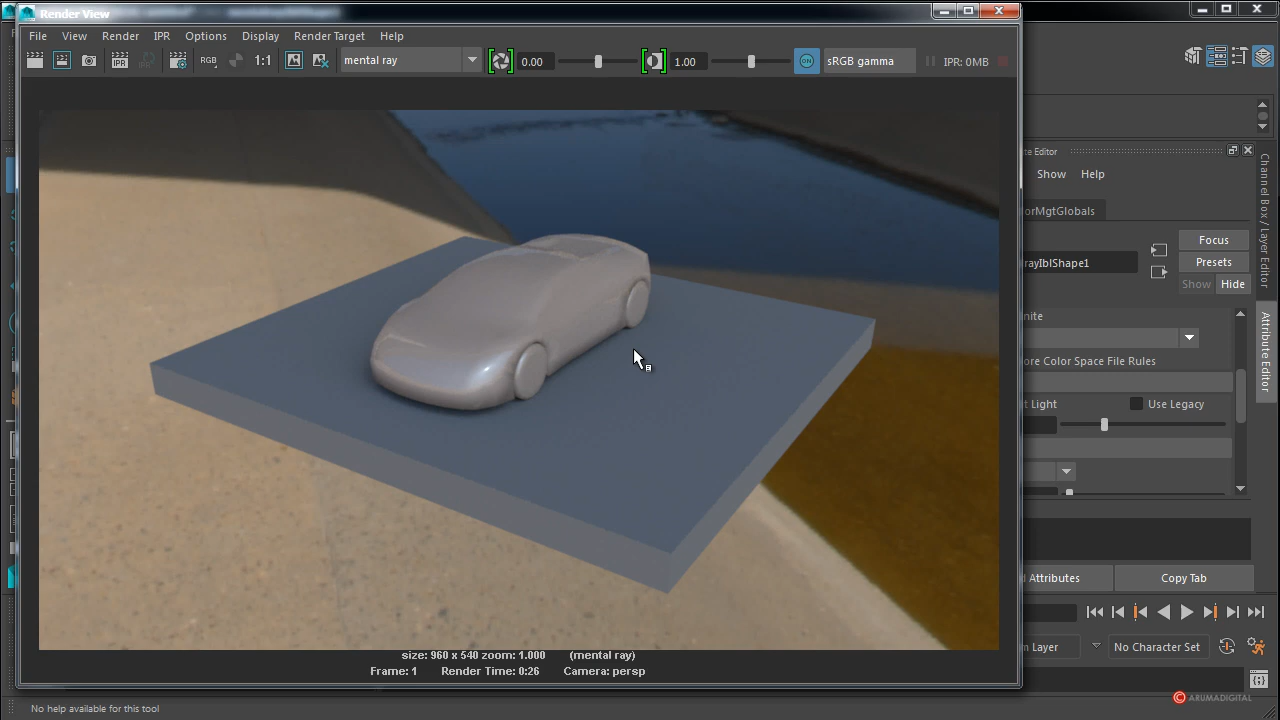 Render View
File View Render IPR Options Display Render Target Help
IPR RGB 1:1 mental ray 0.00 1.00 ON sRGB gamma IPR: 0MB
te Editor
Show Help
orMgtGlobals
Focus
rayIblShape1
Presets
Show Hide
inite
ore Color Space File Rules
t Light Use Legacy
d Attributes Copy Tab
m Layer No Character Set
Channel Box / Layer Editor
Attribute Editor
size: 960 x 540 zoom: 1.000 (mental ray)
Frame: 1 Render Time: 0:26 Camera: persp
© ARUMADIGITAL
No help available for this tool